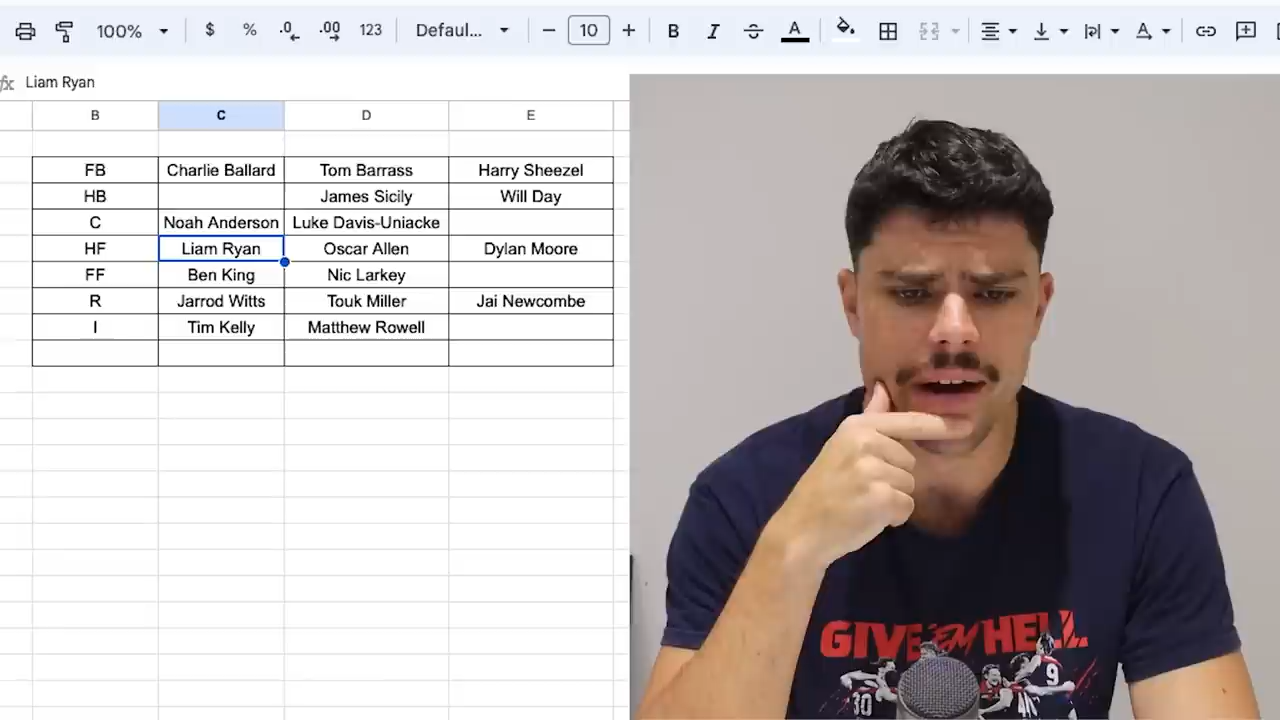 100% $ % .0 .00 123 Defaul... 10 B I A A
fx Liam Ryan
B C D E
FB Charlie Ballard Tom Barrass Harry Sheezel
HB James Sicily Will Day
C Noah Anderson Luke Davis-Uniacke
HF Liam Ryan Oscar Allen Dylan Moore
FF Ben King Nic Larkey
R Jarrod Witts Touk Miller Jai Newcombe
I Tim Kelly Matthew Rowell
GIVE 'EM HELL
30 9